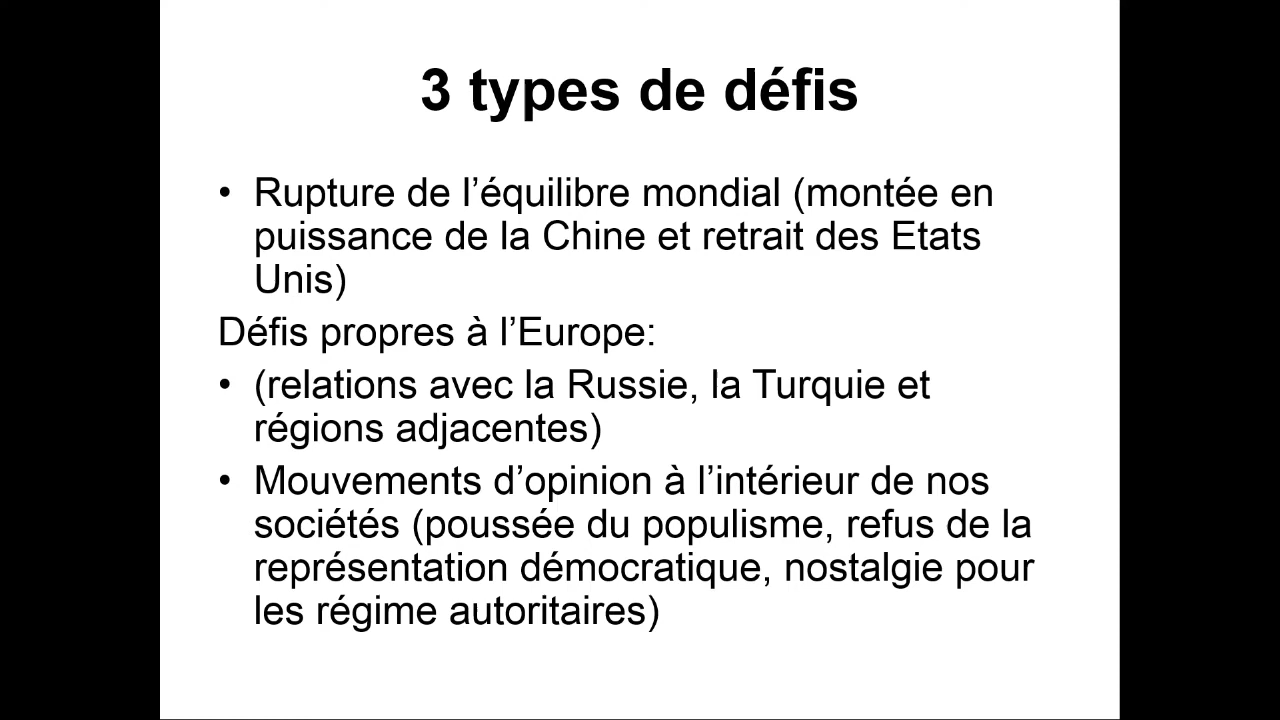 3 types de défis
• Rupture de l’équilibre mondial (montée en
puissance de la Chine et retrait des Etats
Unis)
Défis propres à l’Europe:
• (relations avec la Russie, la Turquie et
régions adjacentes)
• Mouvements d’opinion à l’intérieur de nos
sociétés (poussée du populisme, refus de la
représentation démocratique, nostalgie pour
les régime autoritaires)